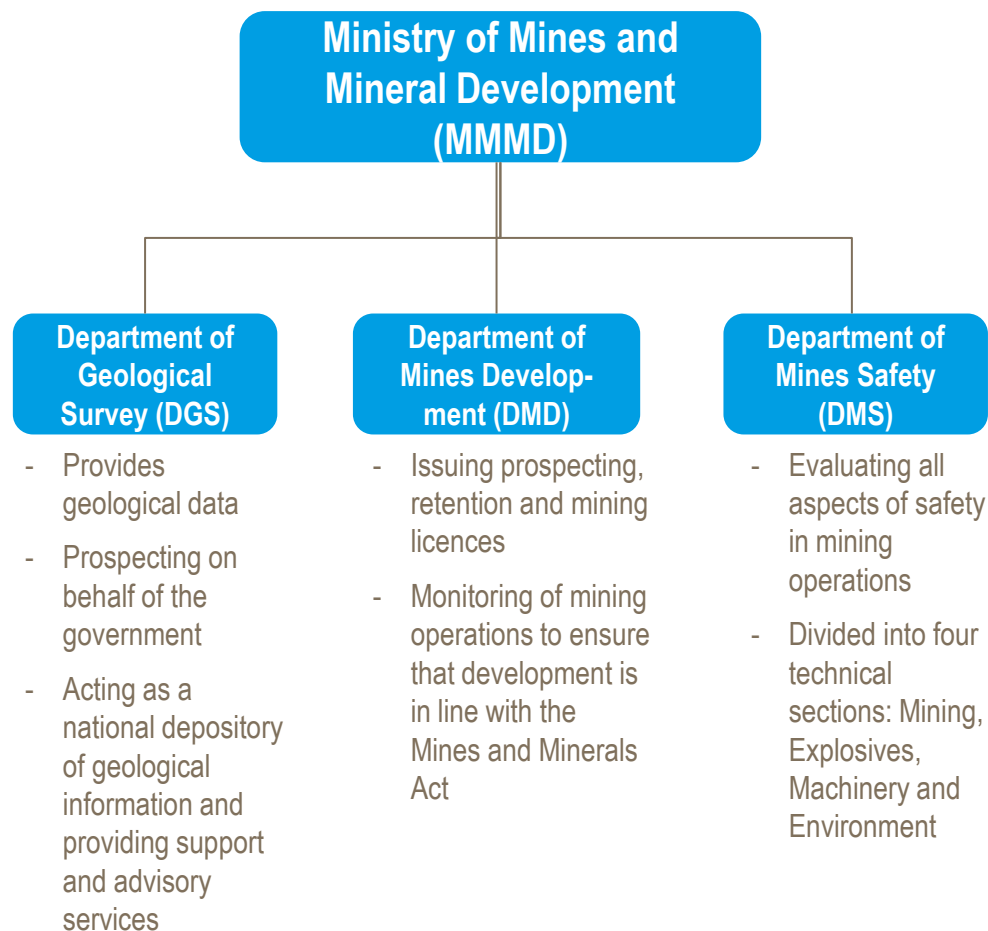 Ministry of Mines and
Mineral Development
(MMMD)
Department of
Geological
Survey (DGS)
- Provides
geological data
- Prospecting on
behalf of the
government
- Acting as a
national depository
of geological
information and
providing support
and advisory
services
Department of
Mines Develop-
ment (DMD)
- Issuing prospecting,
retention and mining
licences
- Monitoring of mining
operations to ensure
that development is
in line with the
Mines and Minerals
Act
Department of
Mines Safety
(DMS)
- Evaluating all
aspects of safety
in mining
operations
- Divided into four
technical
sections: Mining,
Explosives,
Machinery and
Environment